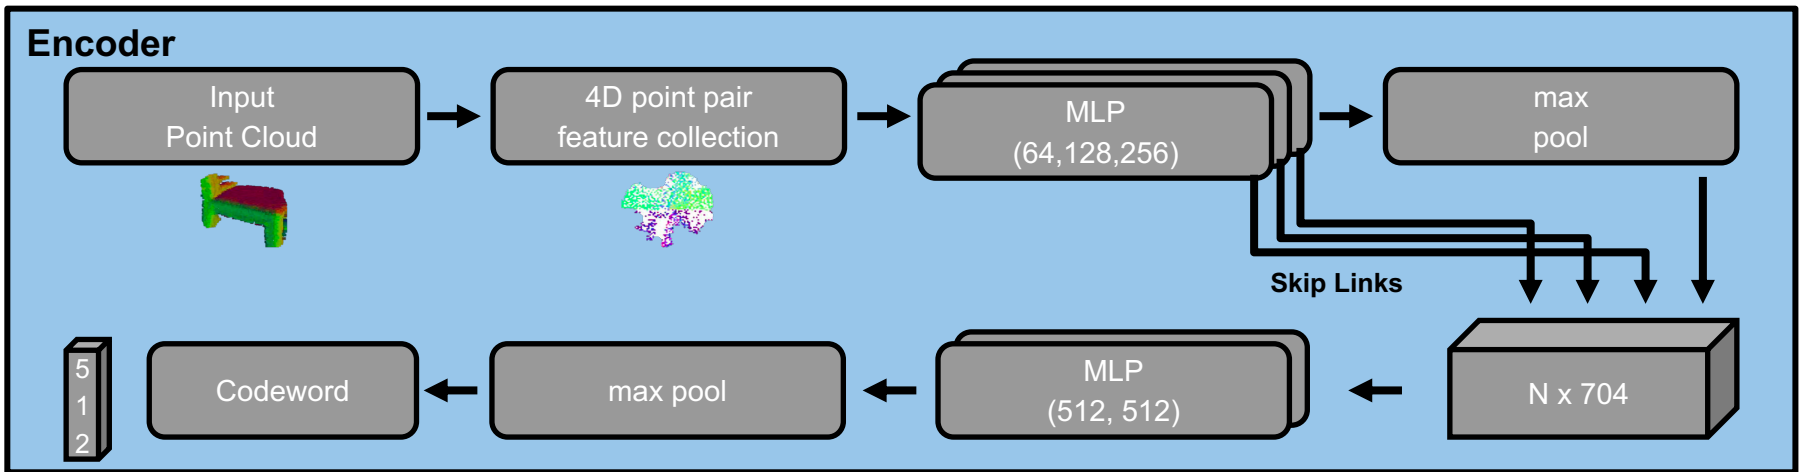 Encoder
Input
Point Cloud
4D point pair
feature collection
MLP
(64,128,256)
max
pool
Skip Links
5
1
2
Codeword
max pool
MLP
(512, 512)
N x 704